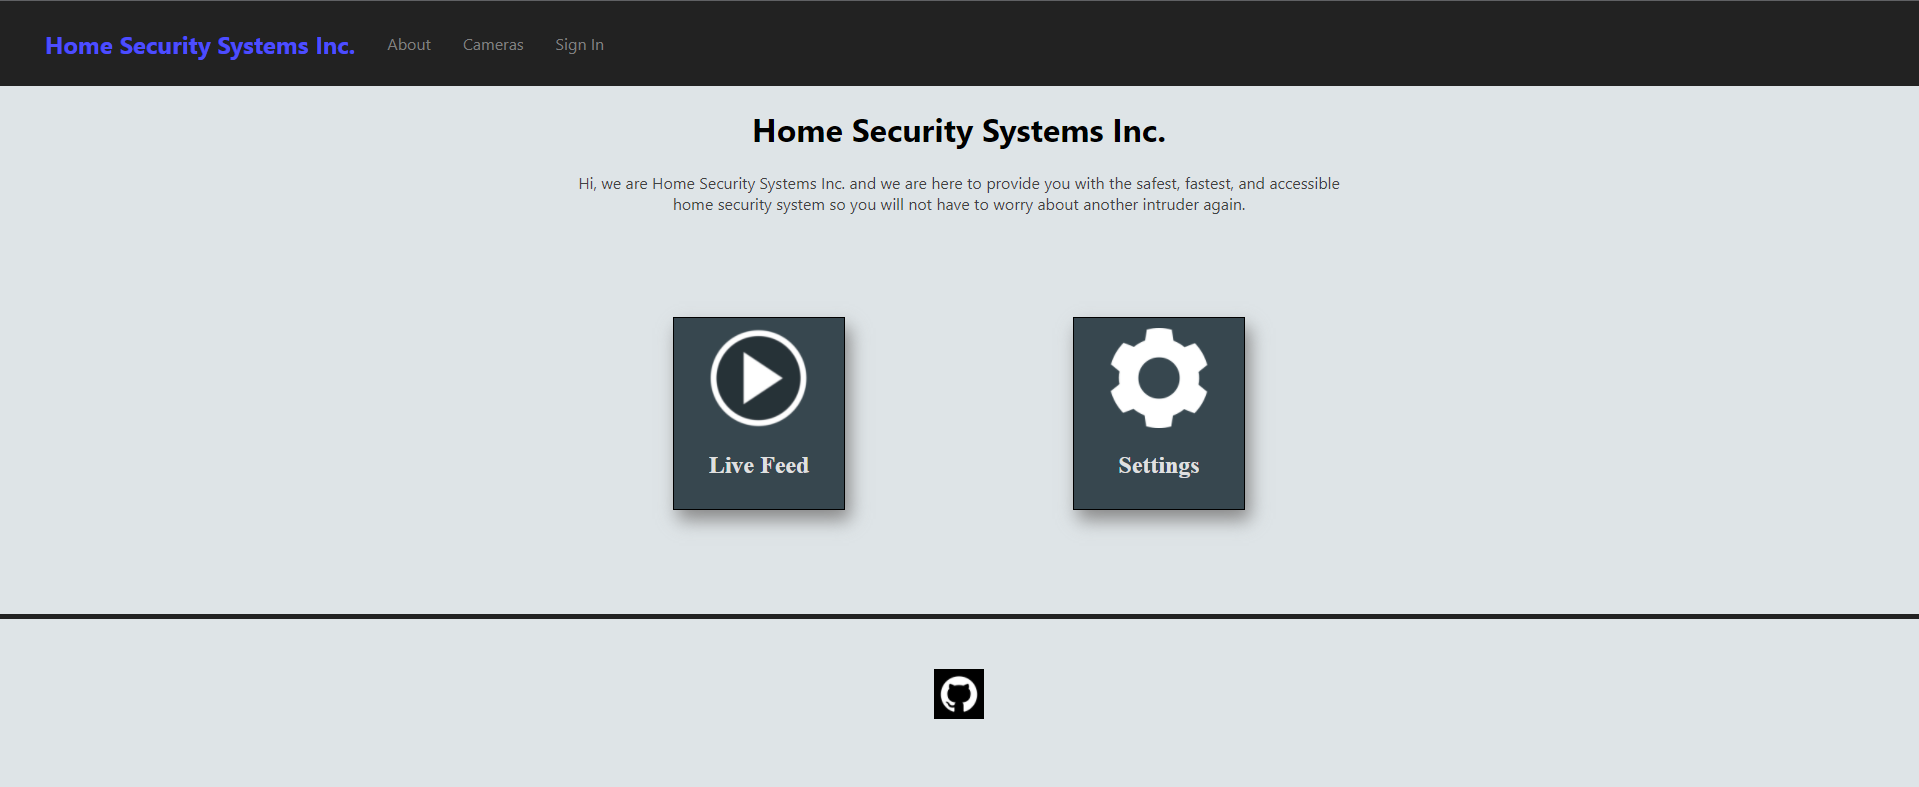 Home Security Systems Inc. About Cameras Sign In
Home Security Systems Inc.
Hi, we are Home Security Systems Inc. and we are here to provide you with the safest, fastest, and accessible
home security system so you will not have to worry about another intruder again.
Live Feed
Settings